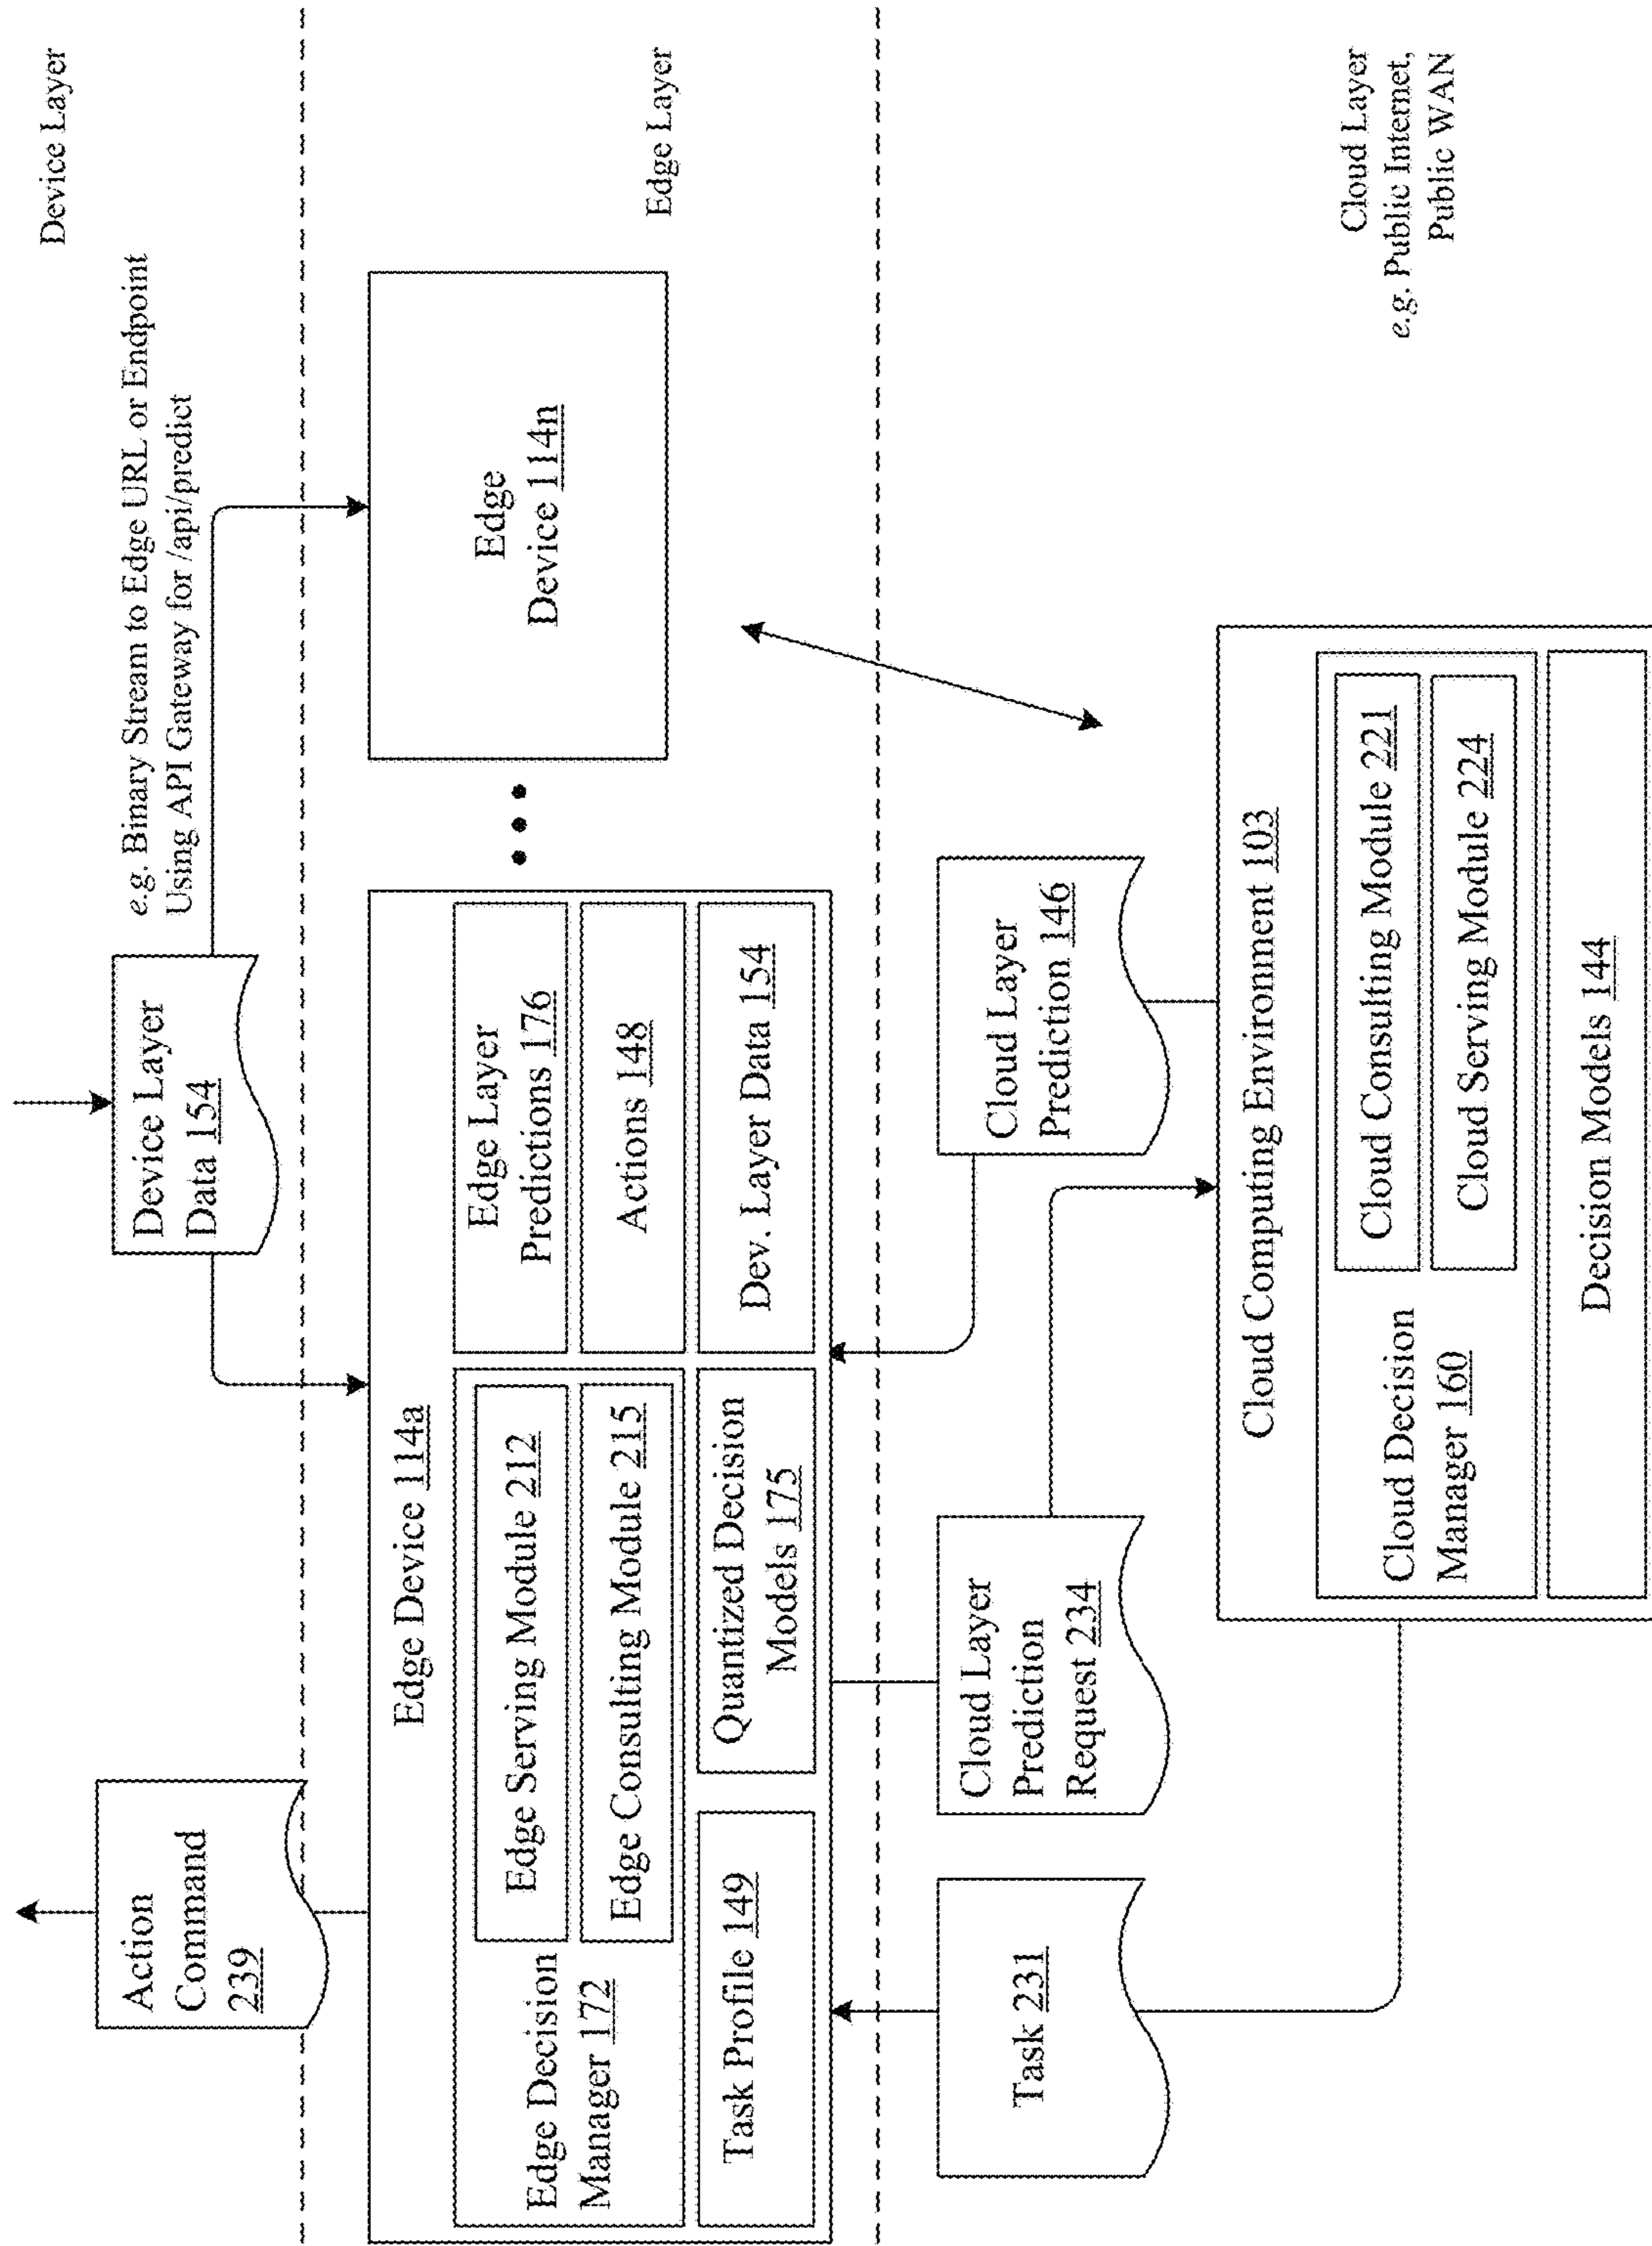 Device Layer
Action
Command
239
Device Layer
Data 154
e.g. Binary Stream to Edge URL or Endpoint
Using API Gateway for /api/predict
Edge Layer
Edge Device 114a
Edge Decision
Manager 172
Edge Serving Module 212
Edge Consulting Module 215
Task Profile 149
Quantized Decision
Models 175
Edge Layer
Predictions 176
Actions 148
Dev. Layer Data 154
Edge
Device 114n
Task 231
Cloud Layer
Prediction
Request 234
Cloud Layer
Prediction 146
Cloud Layer
e.g. Public Internet,
Public WAN
Cloud Computing Environment 103
Cloud Decision
Manager 160
Cloud Consulting Module 221
Cloud Serving Module 224
Decision Models 144